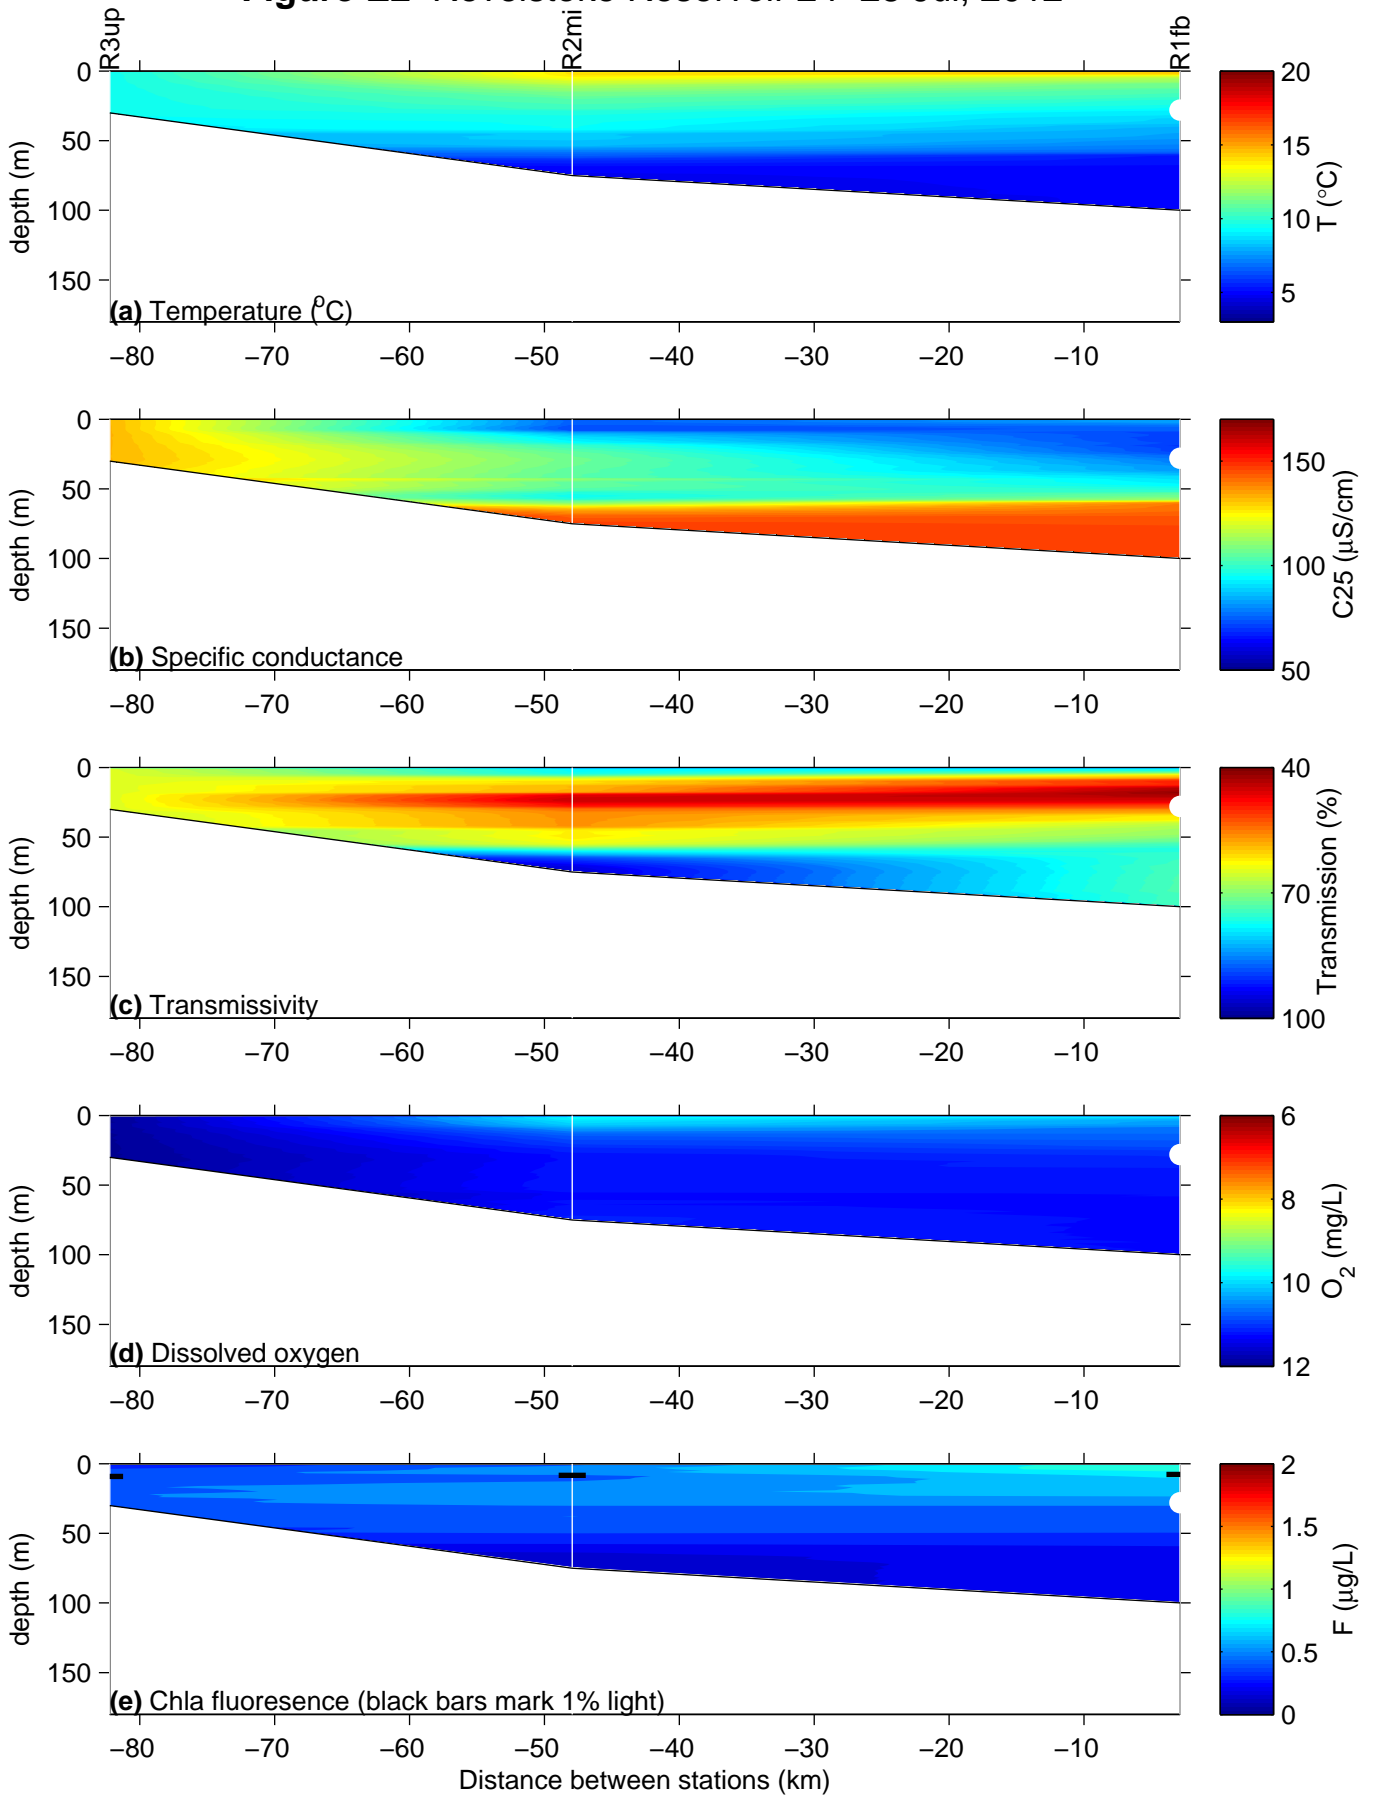 R3up R2mi R1fb
0
50
100
150
depth (m)
(a) Temperature (°C)
−80 −70 −60 −50 −40 −30 −20 −10
20
15
10
5
T (°C)
0
50
100
150
depth (m)
(b) Specific conductance
−80 −70 −60 −50 −40 −30 −20 −10
150
100
50
C25 (µS/cm)
0
50
100
150
depth (m)
(c) Transmissivity
−80 −70 −60 −50 −40 −30 −20 −10
40
70
100
Transmission (%)
0
50
100
150
depth (m)
(d) Dissolved oxygen
−80 −70 −60 −50 −40 −30 −20 −10
6
8
10
12
O2 (mg/L)
0
50
100
150
depth (m)
(e) Chla fluoresence (black bars mark 1% light)
−80 −70 −60 −50 −40 −30 −20 −10
2
1.5
1
0.5
0
F (µg/L)
Distance between stations (km)